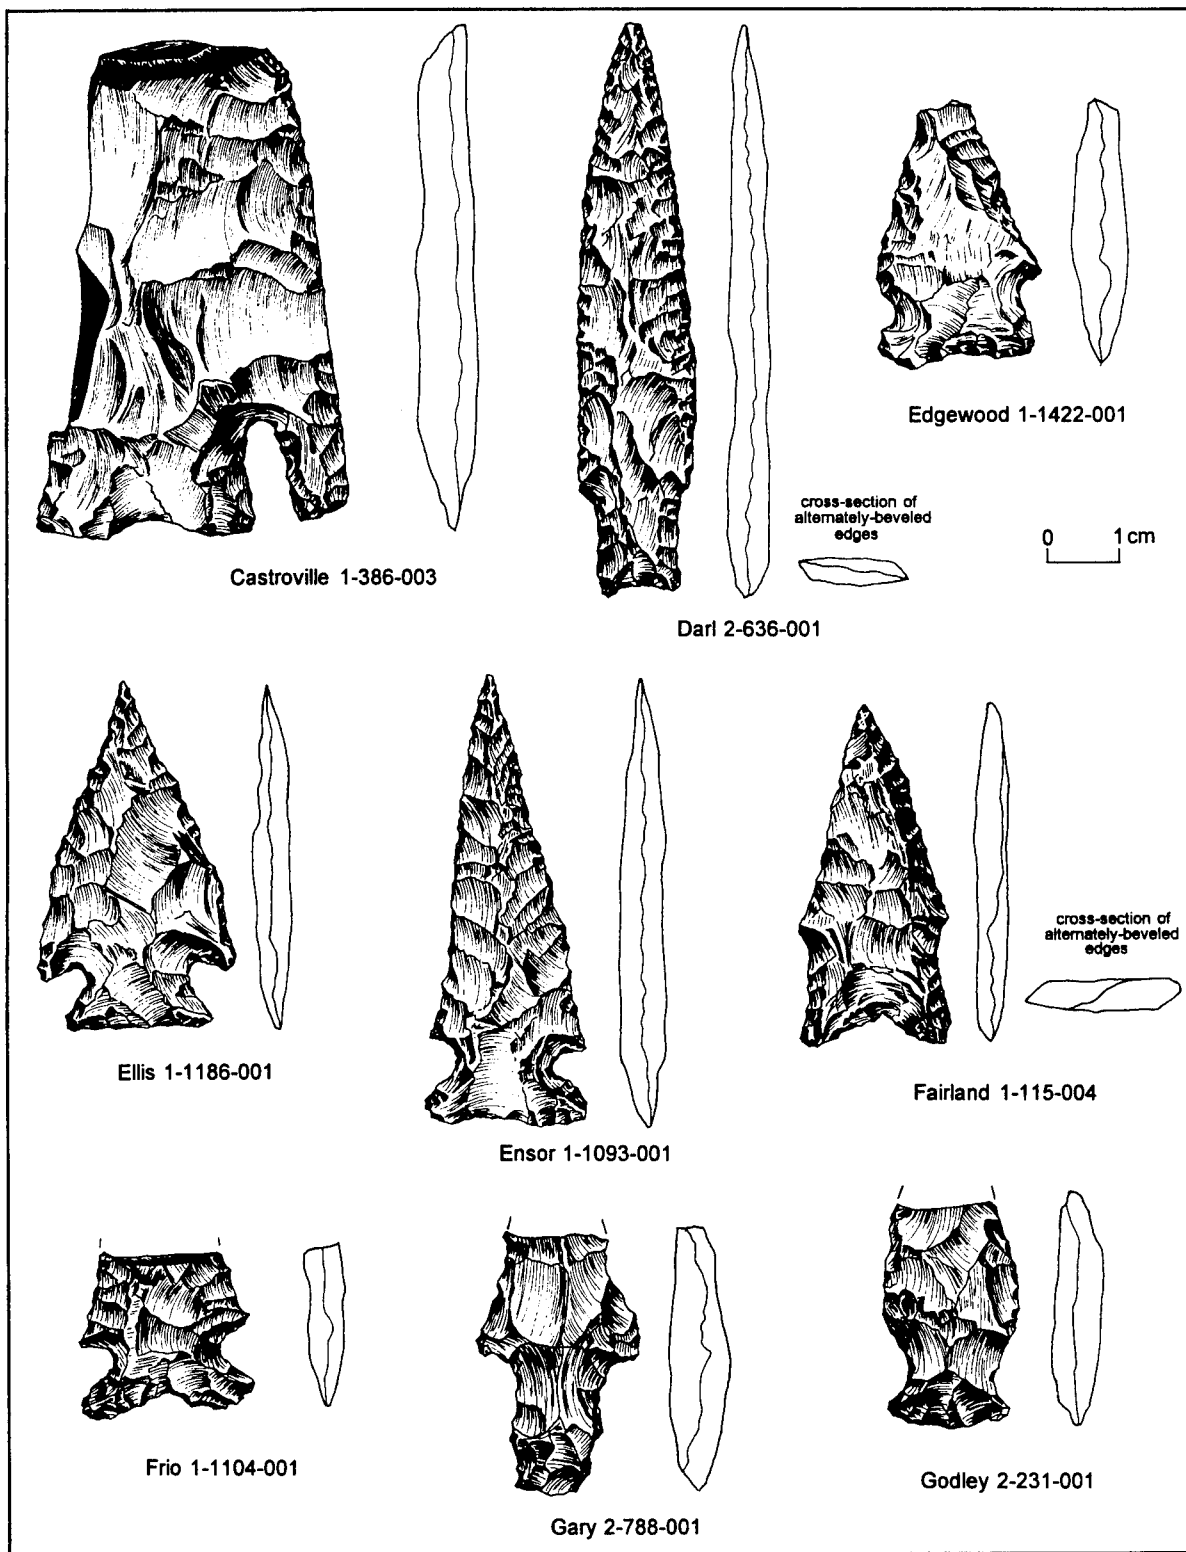 Edgewood 1-1422-001
cross-section of
alternately-beveled
edges
0 1 cm
Castroville 1-386-003
Darl 2-636-001
cross-section of
alternately-beveled
edges
Ellis 1-1186-001
Ensor 1-1093-001
Fairland 1-115-004
Frio 1-1104-001
Gary 2-788-001
Godley 2-231-001